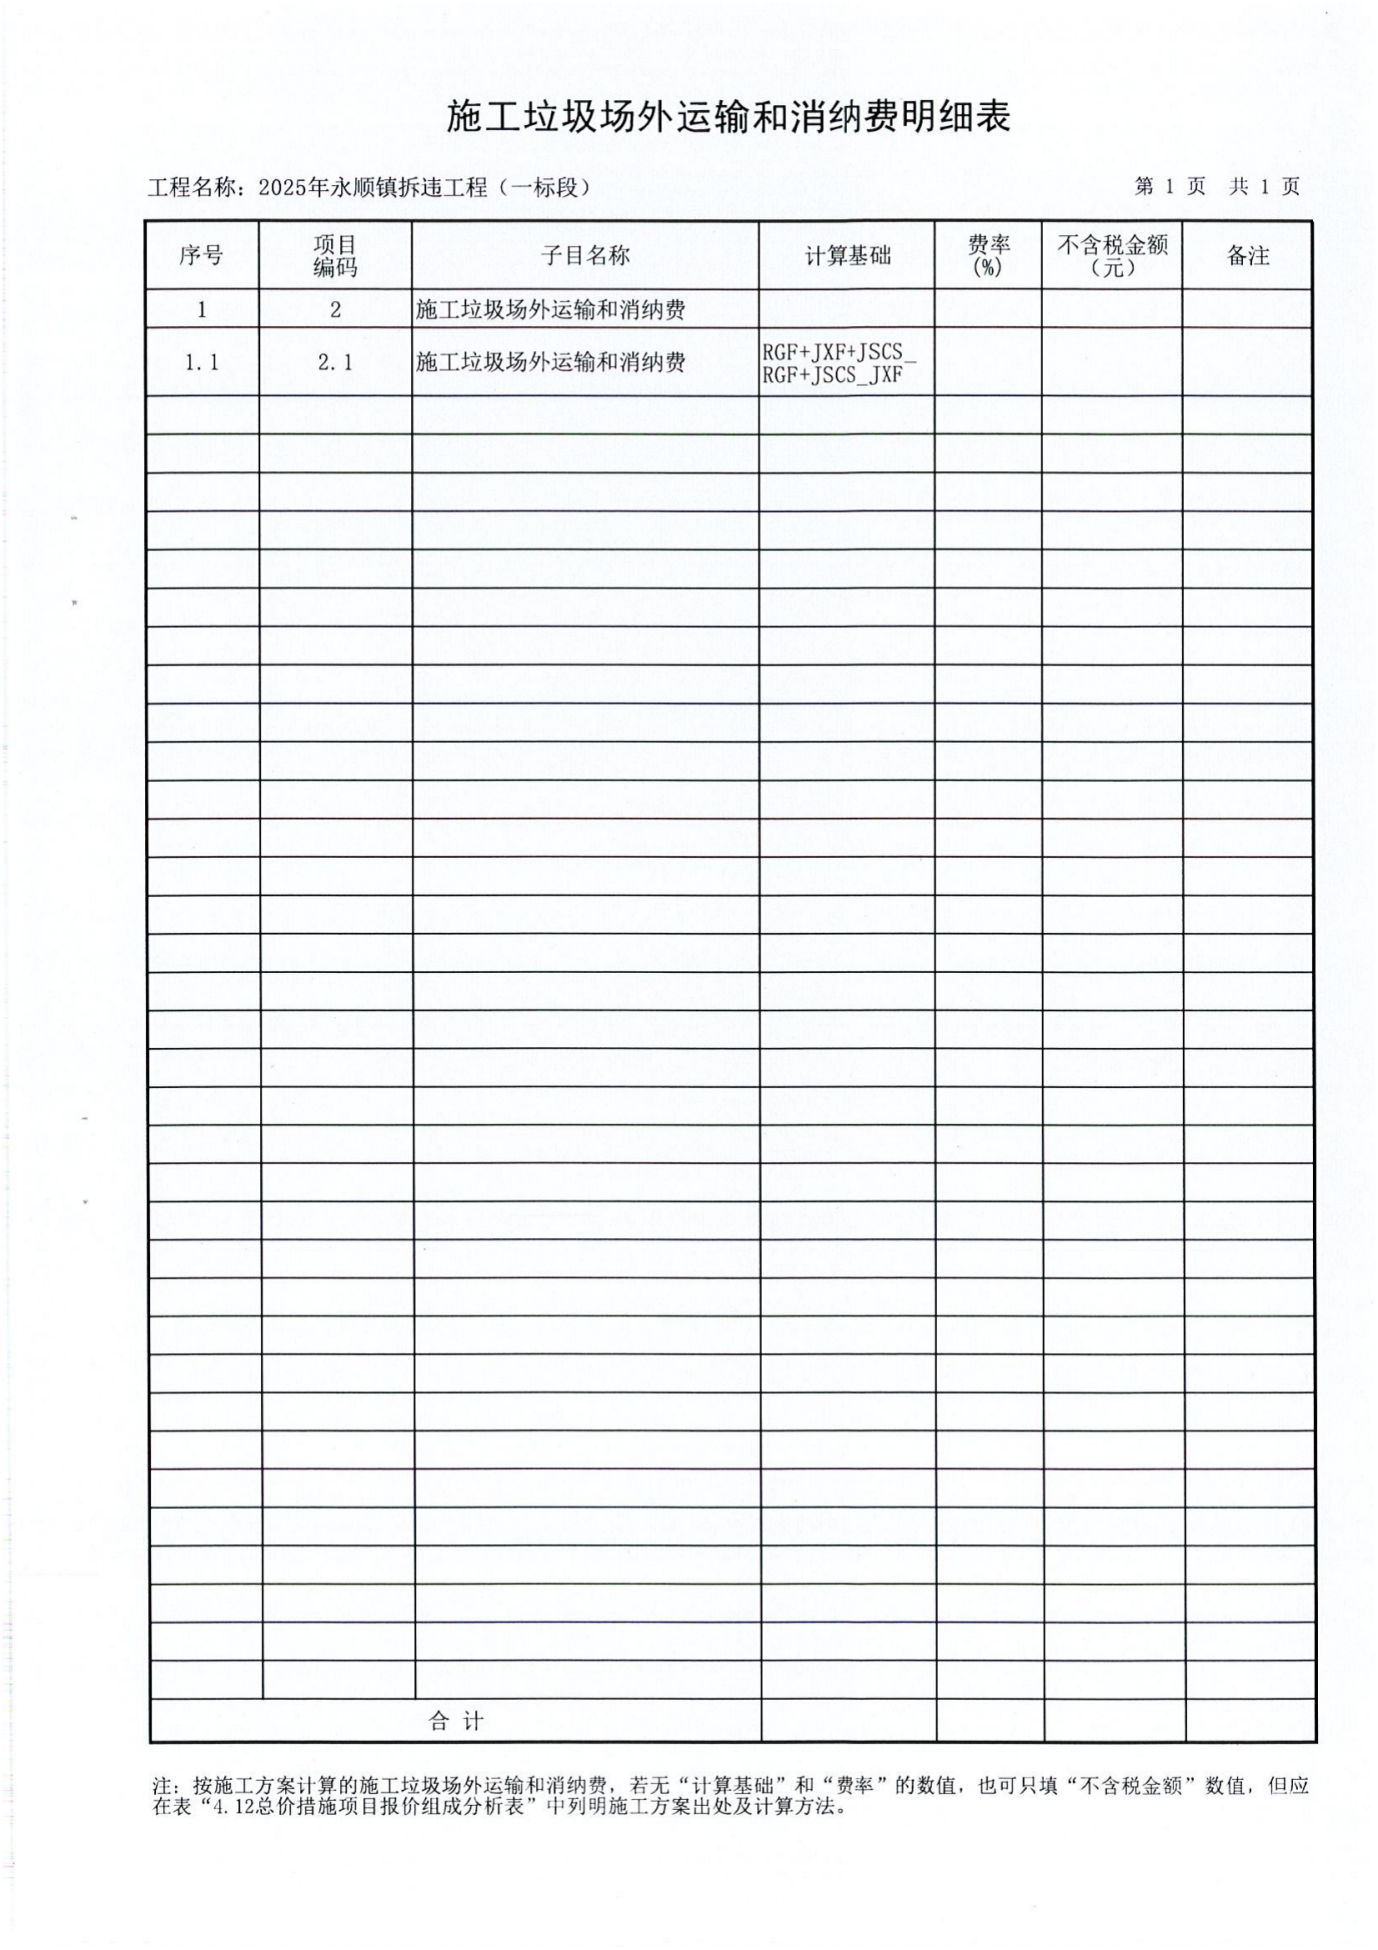 施工垃圾场外运输和消纳费明细表
工程名称：2025年永顺镇拆违工程（一标段） 第 1 页 共 1 页
序号 项目编码 子目名称 计算基础 费率(%) 不含税金额（元） 备注
1 2 施工垃圾场外运输和消纳费
1.1 2.1 施工垃圾场外运输和消纳费 RGF+JXF+JSCS_RGF+JSCS_JXF
合 计
注：按施工方案计算的施工垃圾场外运输和消纳费，若无“计算基础”和“费率”的数值，也可只填“不含税金额”数值，但应
在表“4.12总价措施项目报价组成分析表”中列明施工方案出处及计算方法。